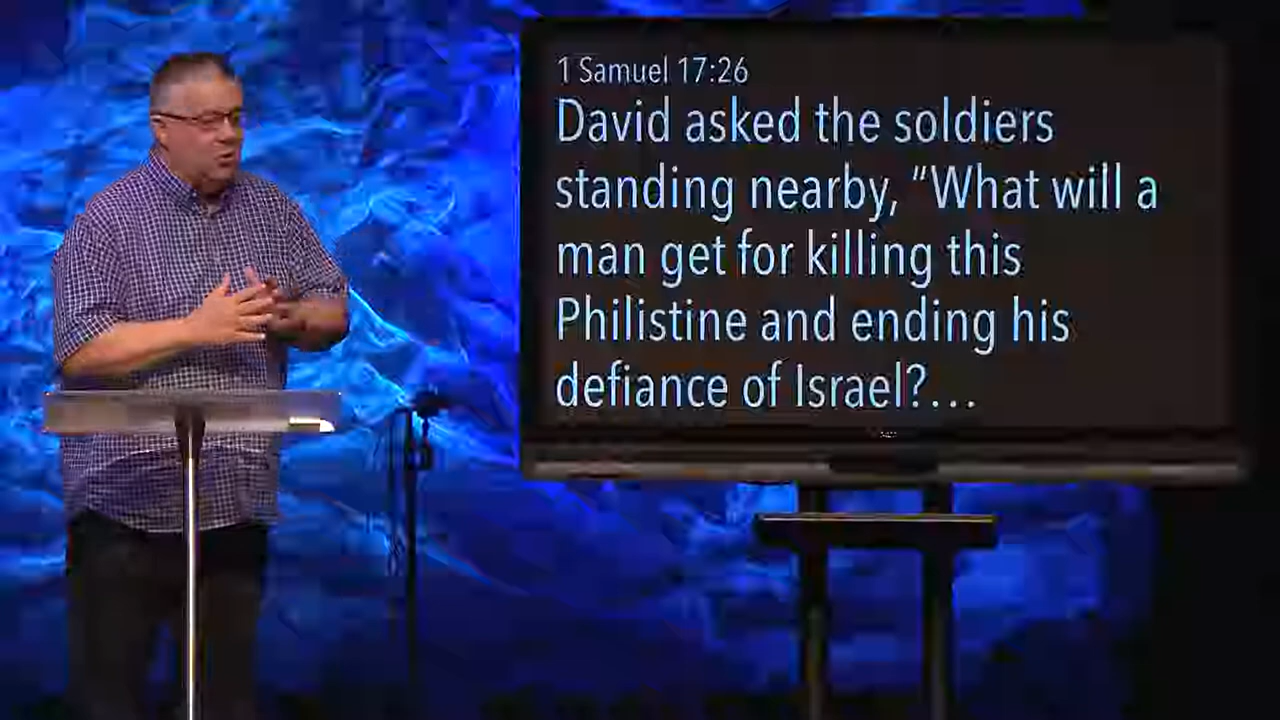 1 Samuel 17:26
David asked the soldiers
standing nearby, “What will a
man get for killing this
Philistine and ending his
defiance of Israel?...